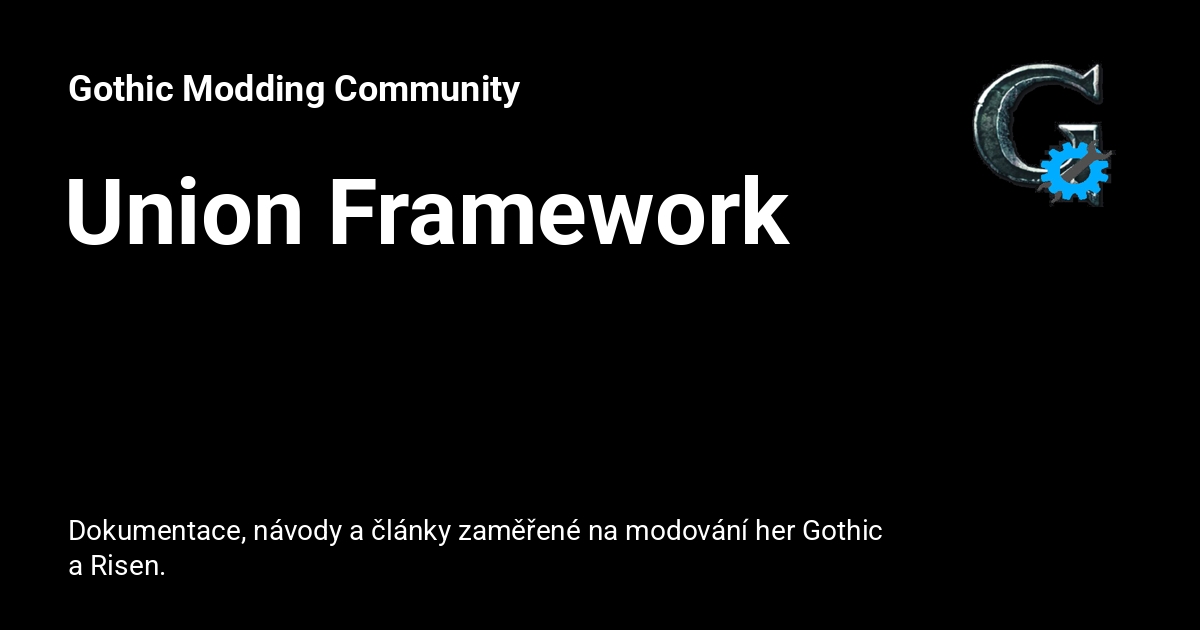 Gothic Modding Community
Union Framework
Dokumentace, návody a články zaměřené na modování her Gothic
a Risen.